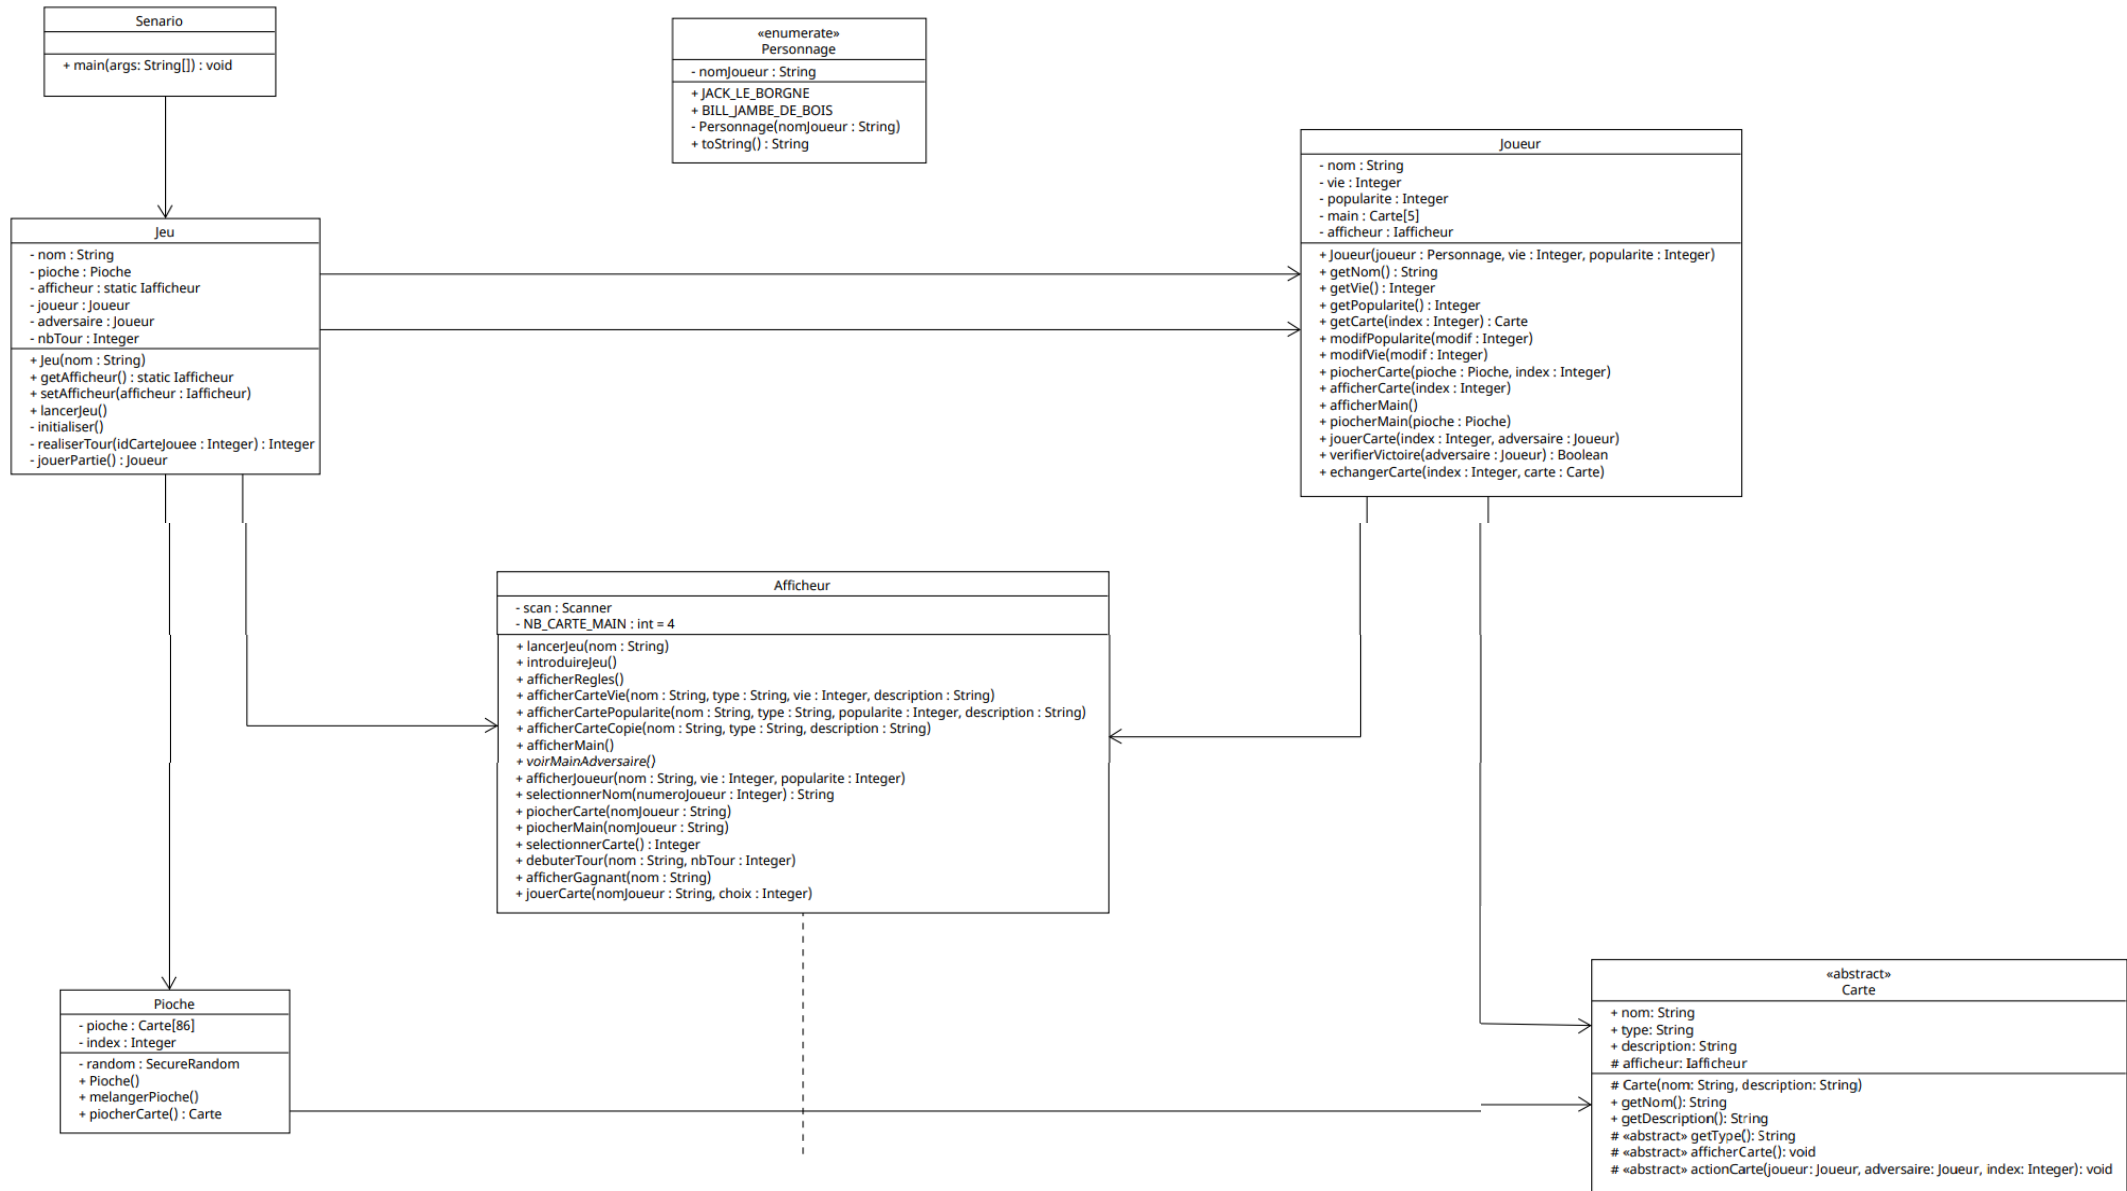 Senario
+ main(args: String[]) : void
«enumerate»
Personnage
- nomJoueur : String
+ JACK_LE_BORGNE
+ BILL_JAMBE_DE_BOIS
- Personnage(nomJoueur : String)
+ toString() : String
Joueur
- nom : String
- vie : Integer
- popularite : Integer
- main : Carte[5]
- afficheur : Iafficheur
+ Joueur(joueur : Personnage, vie : Integer, popularite : Integer)
+ getNom() : String
+ getVie() : Integer
+ getPopularite() : Integer
+ getCarte(index : Integer) : Carte
+ modifPopularite(modif : Integer)
+ modifVie(modif : Integer)
+ piocherCarte(pioche : Pioche, index : Integer)
+ afficherCarte(index : Integer)
+ afficherMain()
+ piocherMain(pioche : Pioche)
+ jouerCarte(index : Integer, adversaire : Joueur)
+ verifierVictoire(adversaire : Joueur) : Boolean
+ echangerCarte(index : Integer, carte : Carte)
Jeu
- nom : String
- pioche : Pioche
- afficheur : static Iafficheur
- joueur : Joueur
- adversaire : Joueur
- nbTour : Integer
+ Jeu(nom : String)
+ getAfficheur() : static Iafficheur
+ setAfficheur(afficheur : Iafficheur)
+ lancerJeu()
- initialiser()
- realiserTour(idCarteJouee : Integer) : Integer
- jouerPartie() : Joueur
Afficheur
- scan : Scanner
- NB_CARTE_MAIN : int = 4
+ lancerJeu(nom : String)
+ introduireJeu()
+ afficherRegles()
+ afficherCarteVie(nom : String, type : String, vie : Integer, description : String)
+ afficherCartePopularite(nom : String, type : String, popularite : Integer, description : String)
+ afficherCarteCopie(nom : String, type : String, description : String)
+ afficherMain()
+ voirMainAdversaire()
+ afficherJoueur(nom : String, vie : Integer, popularite : Integer)
+ selectionnerNom(numeroJoueur : Integer) : String
+ piocherCarte(nomJoueur : String)
+ piocherMain(nomJoueur : String)
+ selectionnerCarte() : Integer
+ debuterTour(nom : String, nbTour : Integer)
+ afficherGagnant(nom : String)
+ jouerCarte(nomJoueur : String, choix : Integer)
Pioche
- pioche : Carte[86]
- index : Integer
- random : SecureRandom
+ Pioche()
+ melangerPioche()
+ piocherCarte() : Carte
«abstract»
Carte
+ nom: String
+ type: String
+ description: String
# afficheur: Iafficheur
# Carte(nom: String, description: String)
+ getNom(): String
+ getDescription(): String
# «abstract» getType(): String
# «abstract» afficherCarte(): void
# «abstract» actionCarte(joueur: Joueur, adversaire: Joueur, index: Integer): void